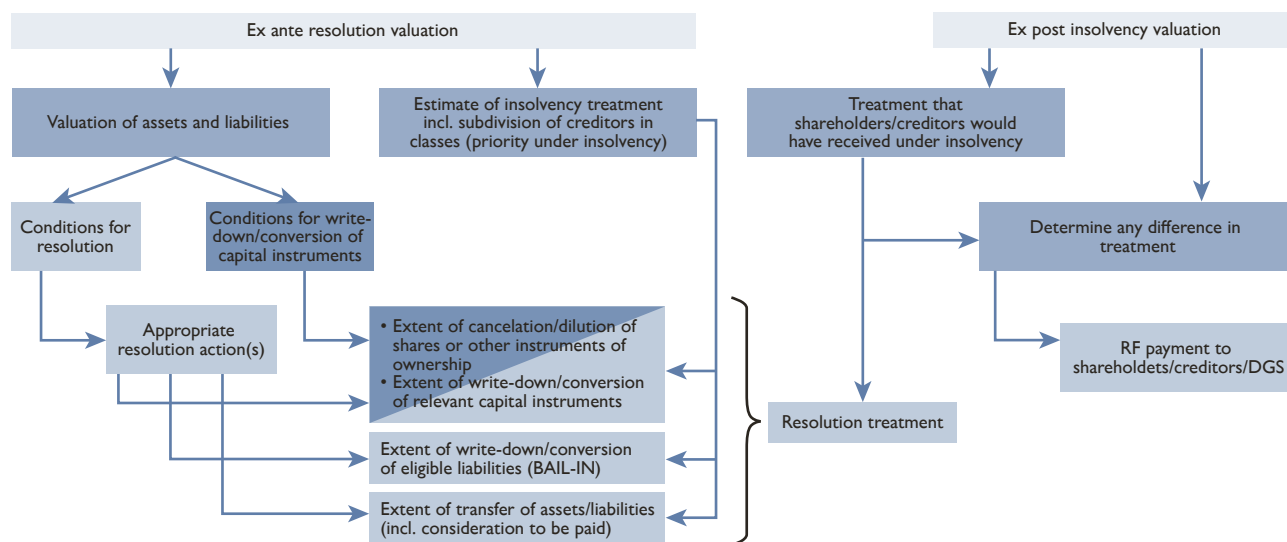 Ex ante resolution valuation
Ex post insolvency valuation
Valuation of assets and liabilities
Estimate of insolvency treatment
incl. subdivision of creditors in
classes (priority under insolvency)
Treatment that
shareholders/creditors would
have received under insolvency
Conditions for
resolution
Conditions for write-
down/conversion of
capital instruments
Determine any difference in
treatment
Appropriate
resolution action(s)
• Extent of cancelation/dilution of
shares or other instruments of
ownership
• Extent of write-down/conversion
of relevant capital instruments
RF payment to
shareholdets/creditors/DGS
Resolution treatment
Extent of write-down/conversion
of eligible liabilities (BAIL-IN)
Extent of transfer of assets/liabilities
(incl. consideration to be paid)